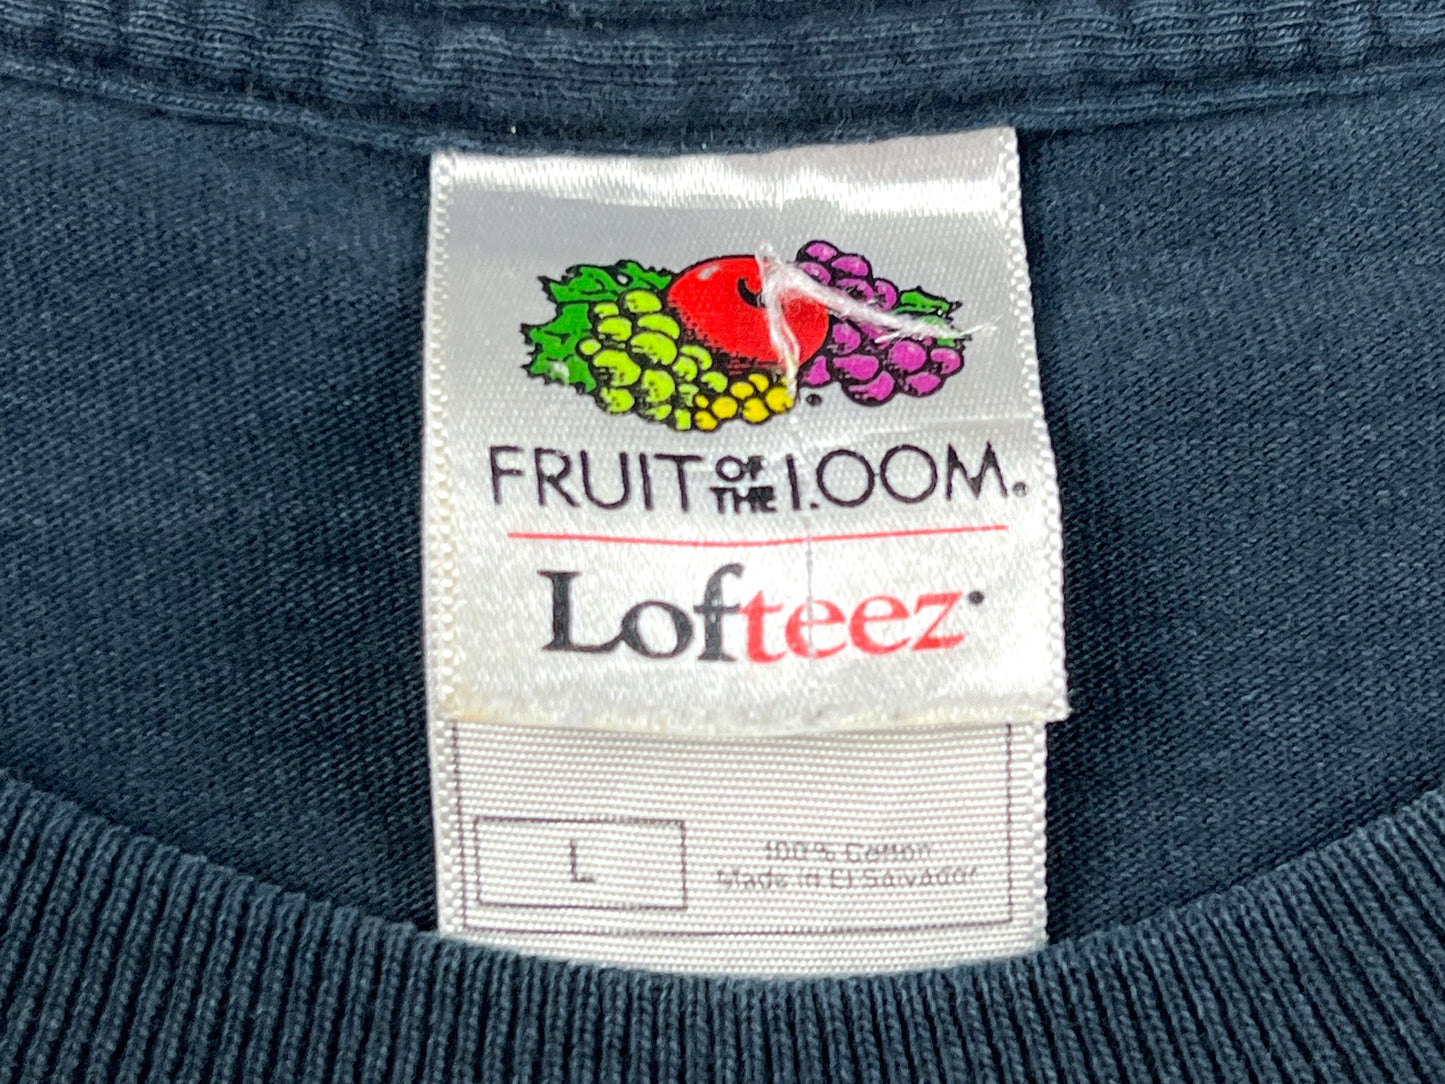 FRUIT OF THE LOOM®
Lofteez
L
100% Cotton
Made in El Salvador